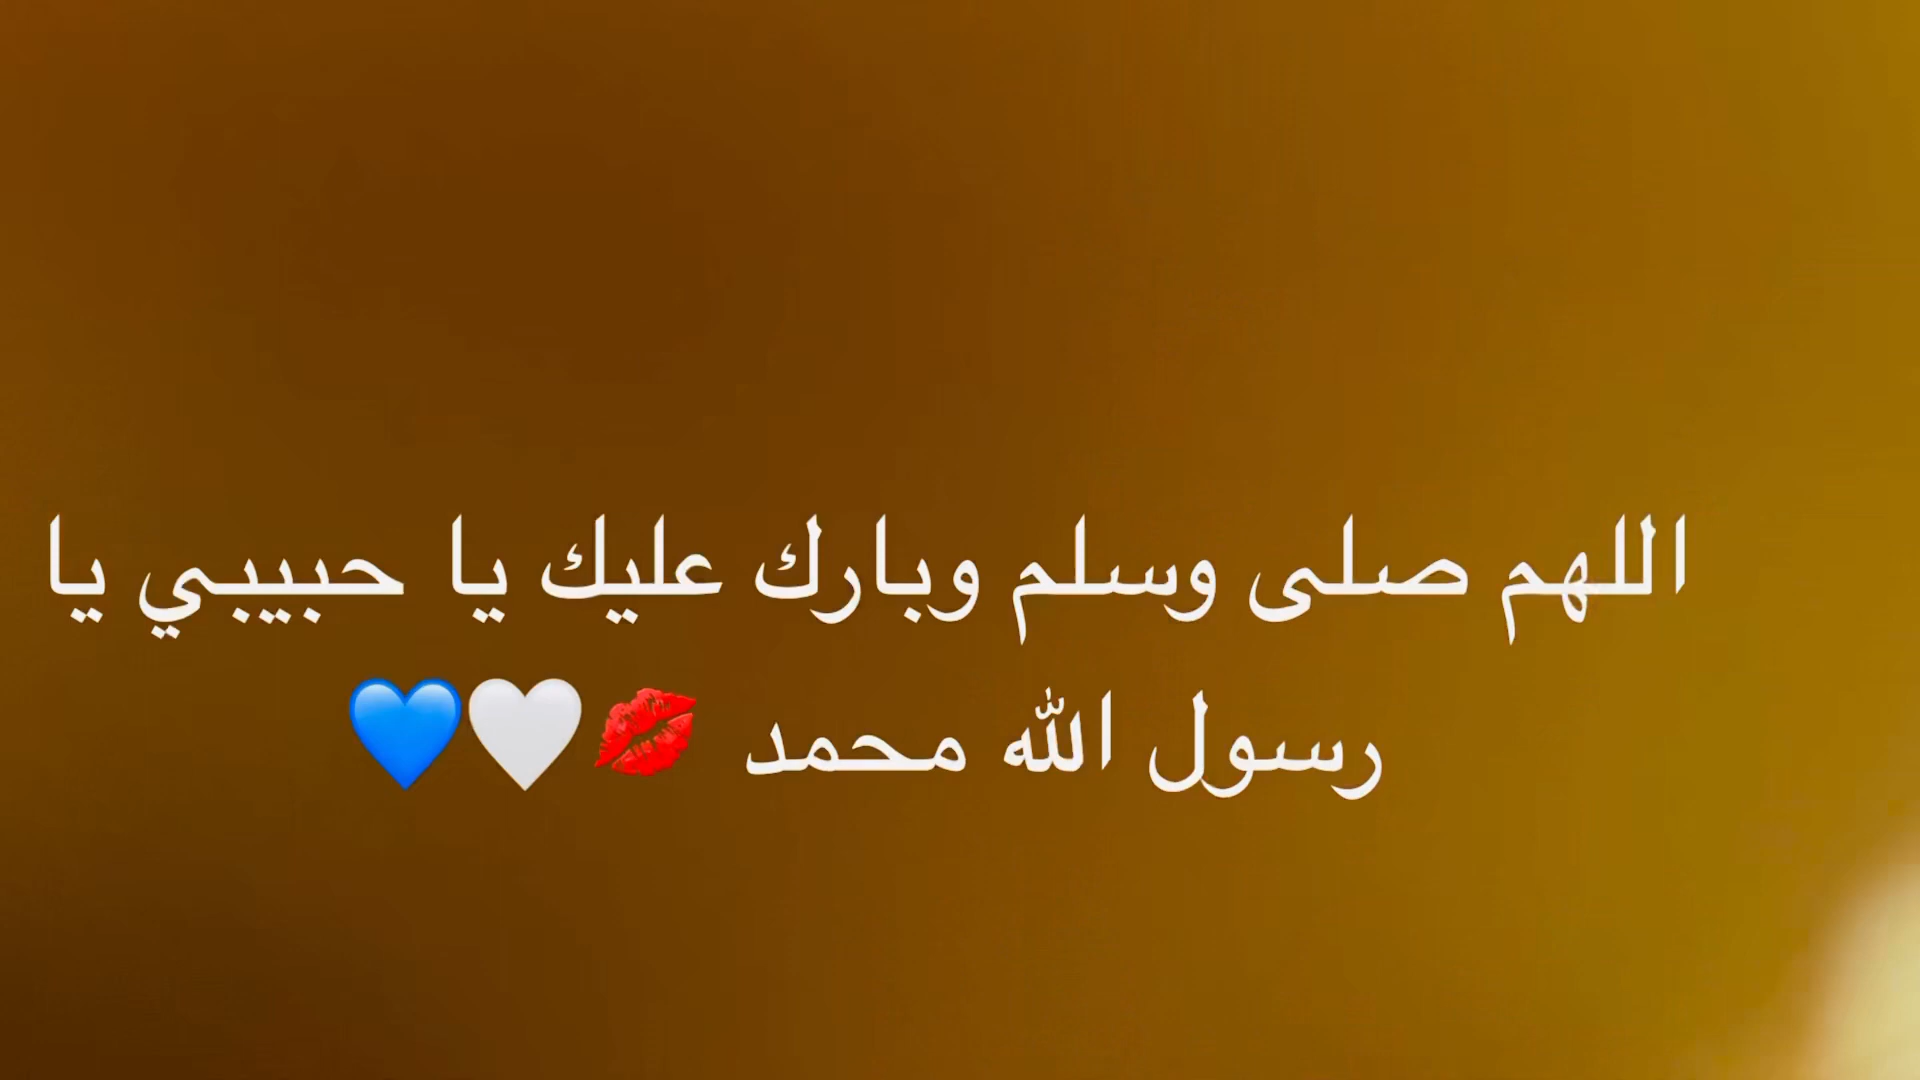 اللهم صلى وسلم وبارك عليك يا حبيبي يا
رسول الله محمد 💋🤍💙